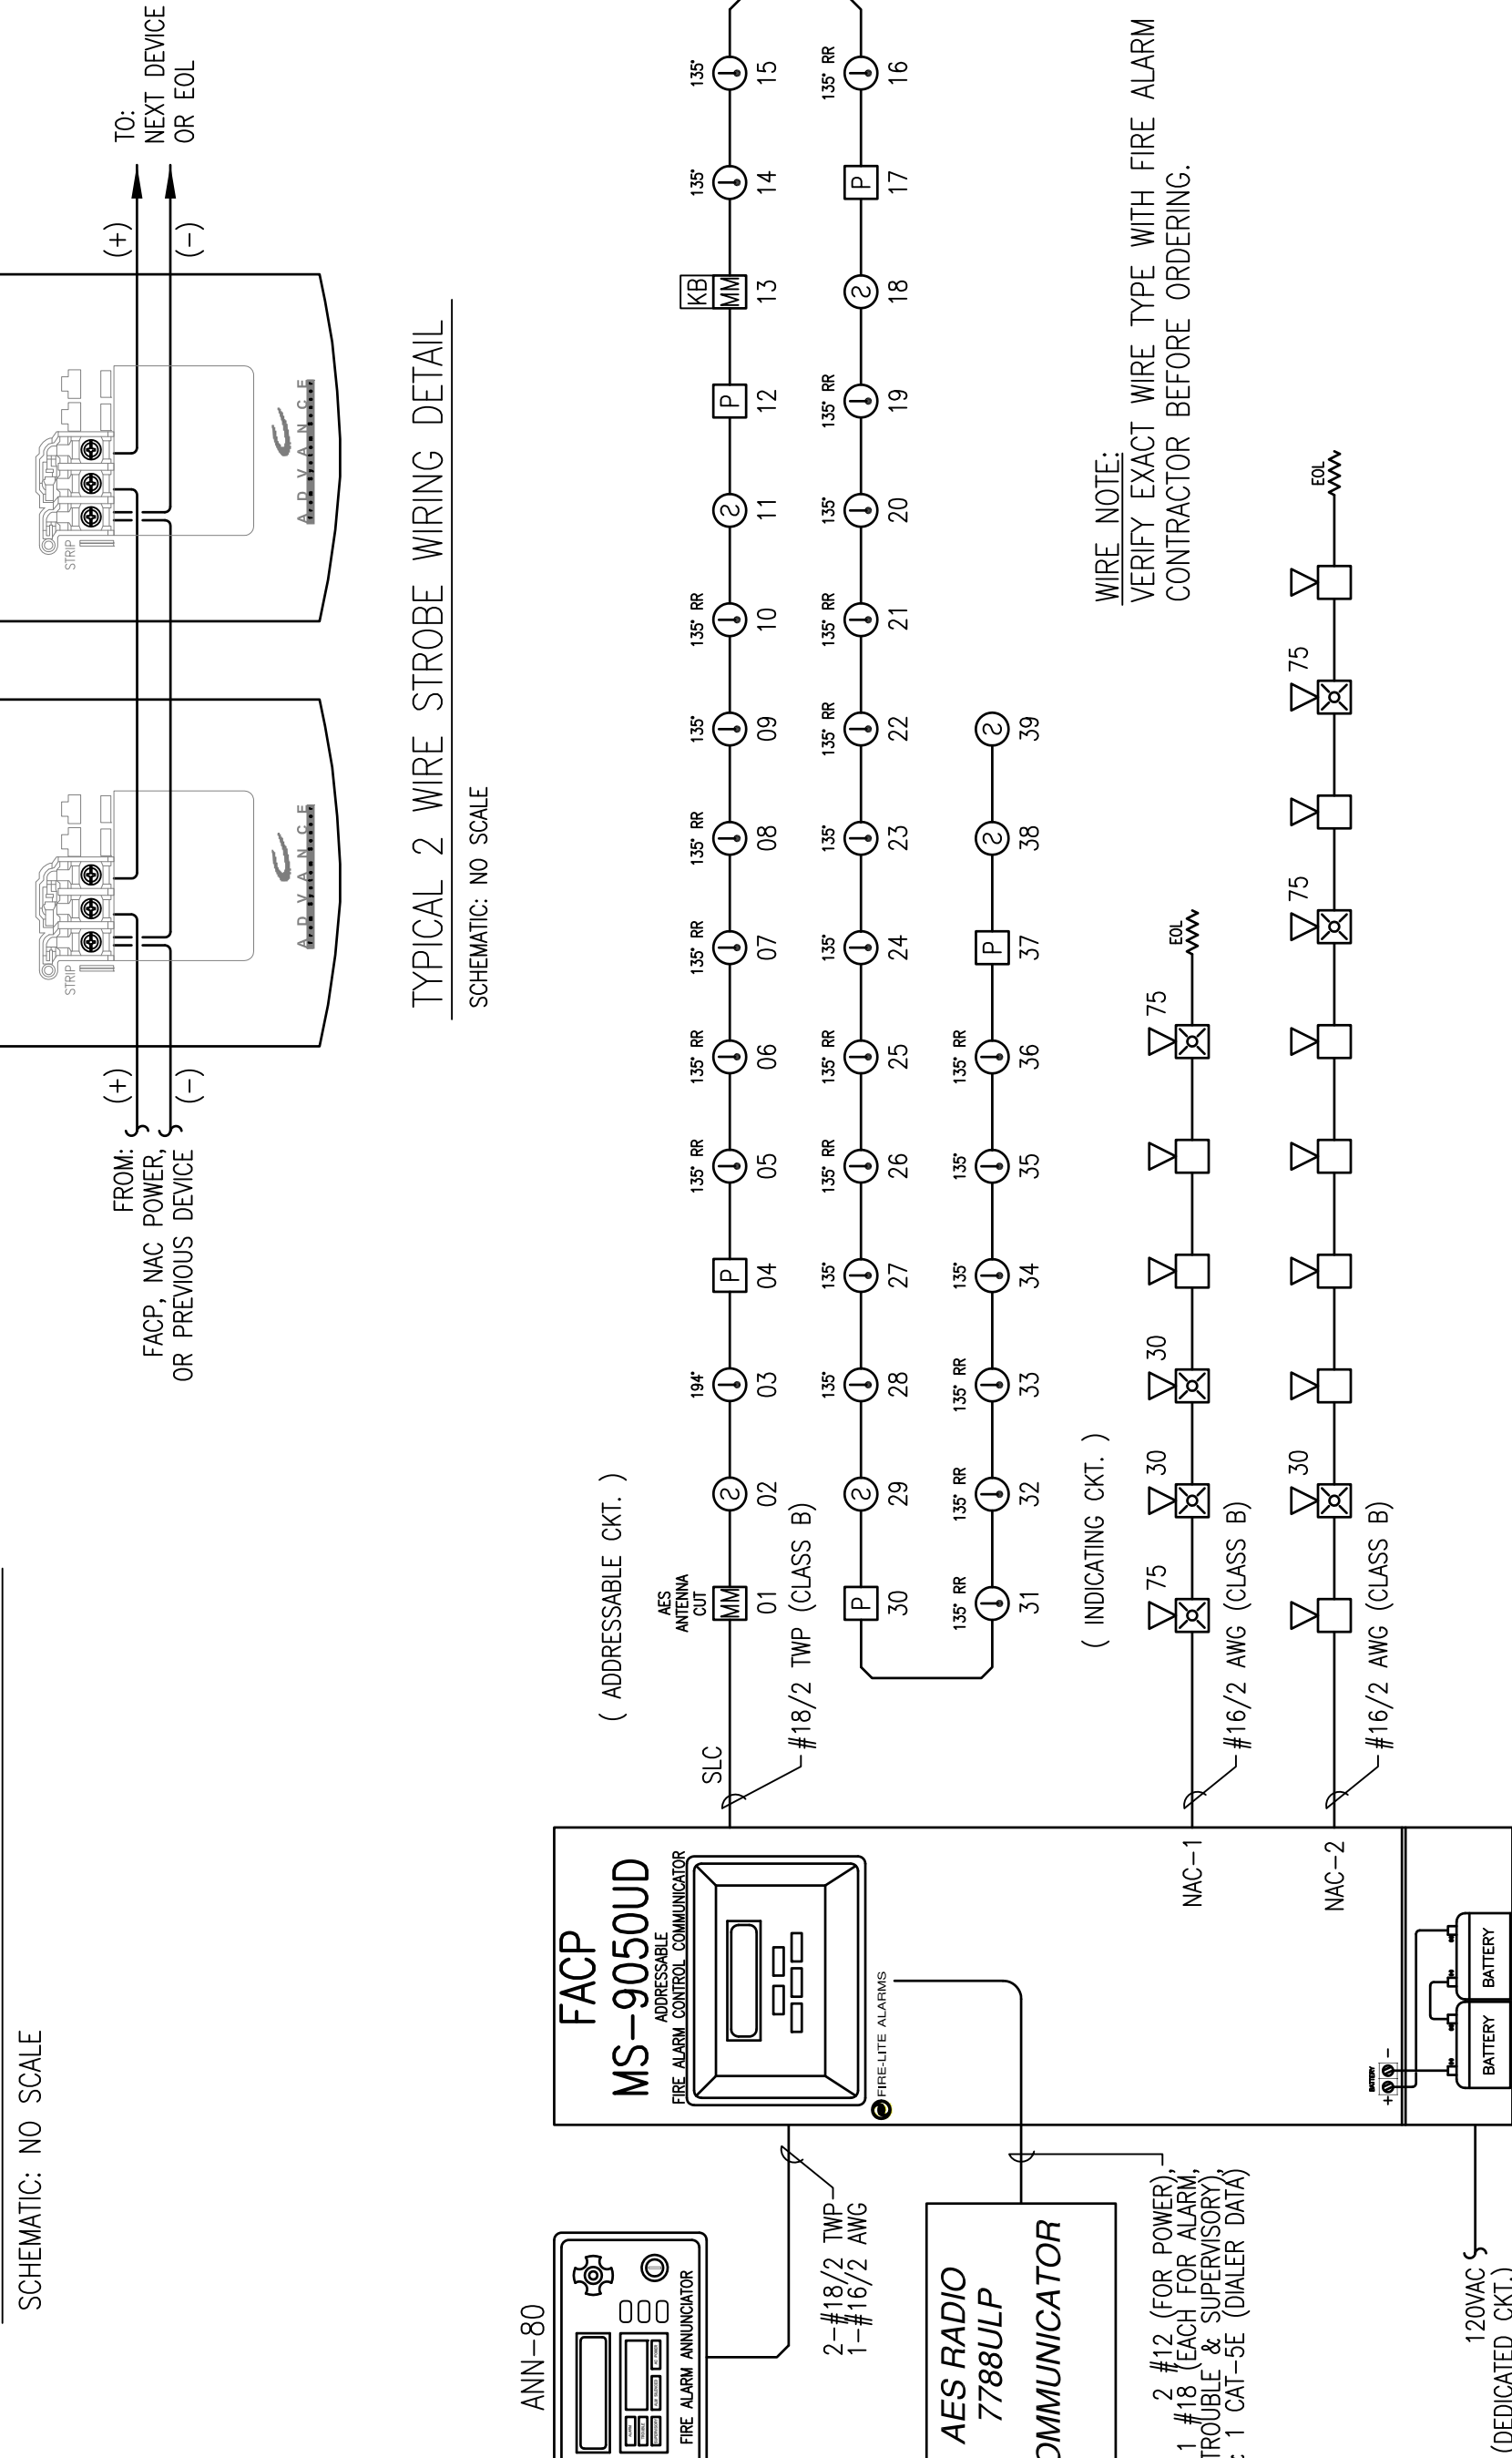 SCHEMATIC: NO SCALE
FROM:
FACP, NAC POWER,
OR PREVIOUS DEVICE
(+)
(-)
STRIP
ADVANCE
STRIP
ADVANCE
(+)
(-)
TO:
NEXT DEVICE
OR EOL
TYPICAL 2 WIRE STROBE WIRING DETAIL
SCHEMATIC: NO SCALE
ANN-80
FIRE ALARM ANNUNCIATOR
2-#18/2 TWP
1-#16/2 AWG
AES RADIO
7788ULP
OMMUNICATOR
2 #12 (FOR POWER),
1 #18 (EACH FOR ALARM,
TROUBLE & SUPERVISORY),
1 CAT-5E (DIALER DATA)
120VAC
(DEDICATED CKT.)
FACP
MS-9050UD
ADDRESSABLE
FIRE ALARM CONTROL COMMUNICATOR
FIRE-LITE ALARMS
NAC-1
NAC-2
BATTERY
+ -
BATTERY
BATTERY
( ADDRESSABLE CKT. )
SLC
#18/2 TWP (CLASS B)
AES
ANTENNA
CUT
194° 135° RR 135° RR 135° RR 135° RR 135° 135° RR 135° 135°
MM S P S P KB MM
01 02 03 04 05 06 07 08 09 10 11 12 13 14 15
135° 135° 135° RR 135° RR 135° 135° 135° RR 135° RR 135° 135° RR 135° RR
P S S P
30 29 28 27 26 25 24 23 22 21 20 19 18 17 16
135° RR 135° RR 135° RR 135° 135° 135° RR
P S S
31 32 33 34 35 36 37 38 39
( INDICATING CKT. )
75 30 30 75 EOL
#16/2 AWG (CLASS B)
30 75 75 EOL
#16/2 AWG (CLASS B)
WIRE NOTE:
VERIFY EXACT WIRE TYPE WITH FIRE ALARM
CONTRACTOR BEFORE ORDERING.